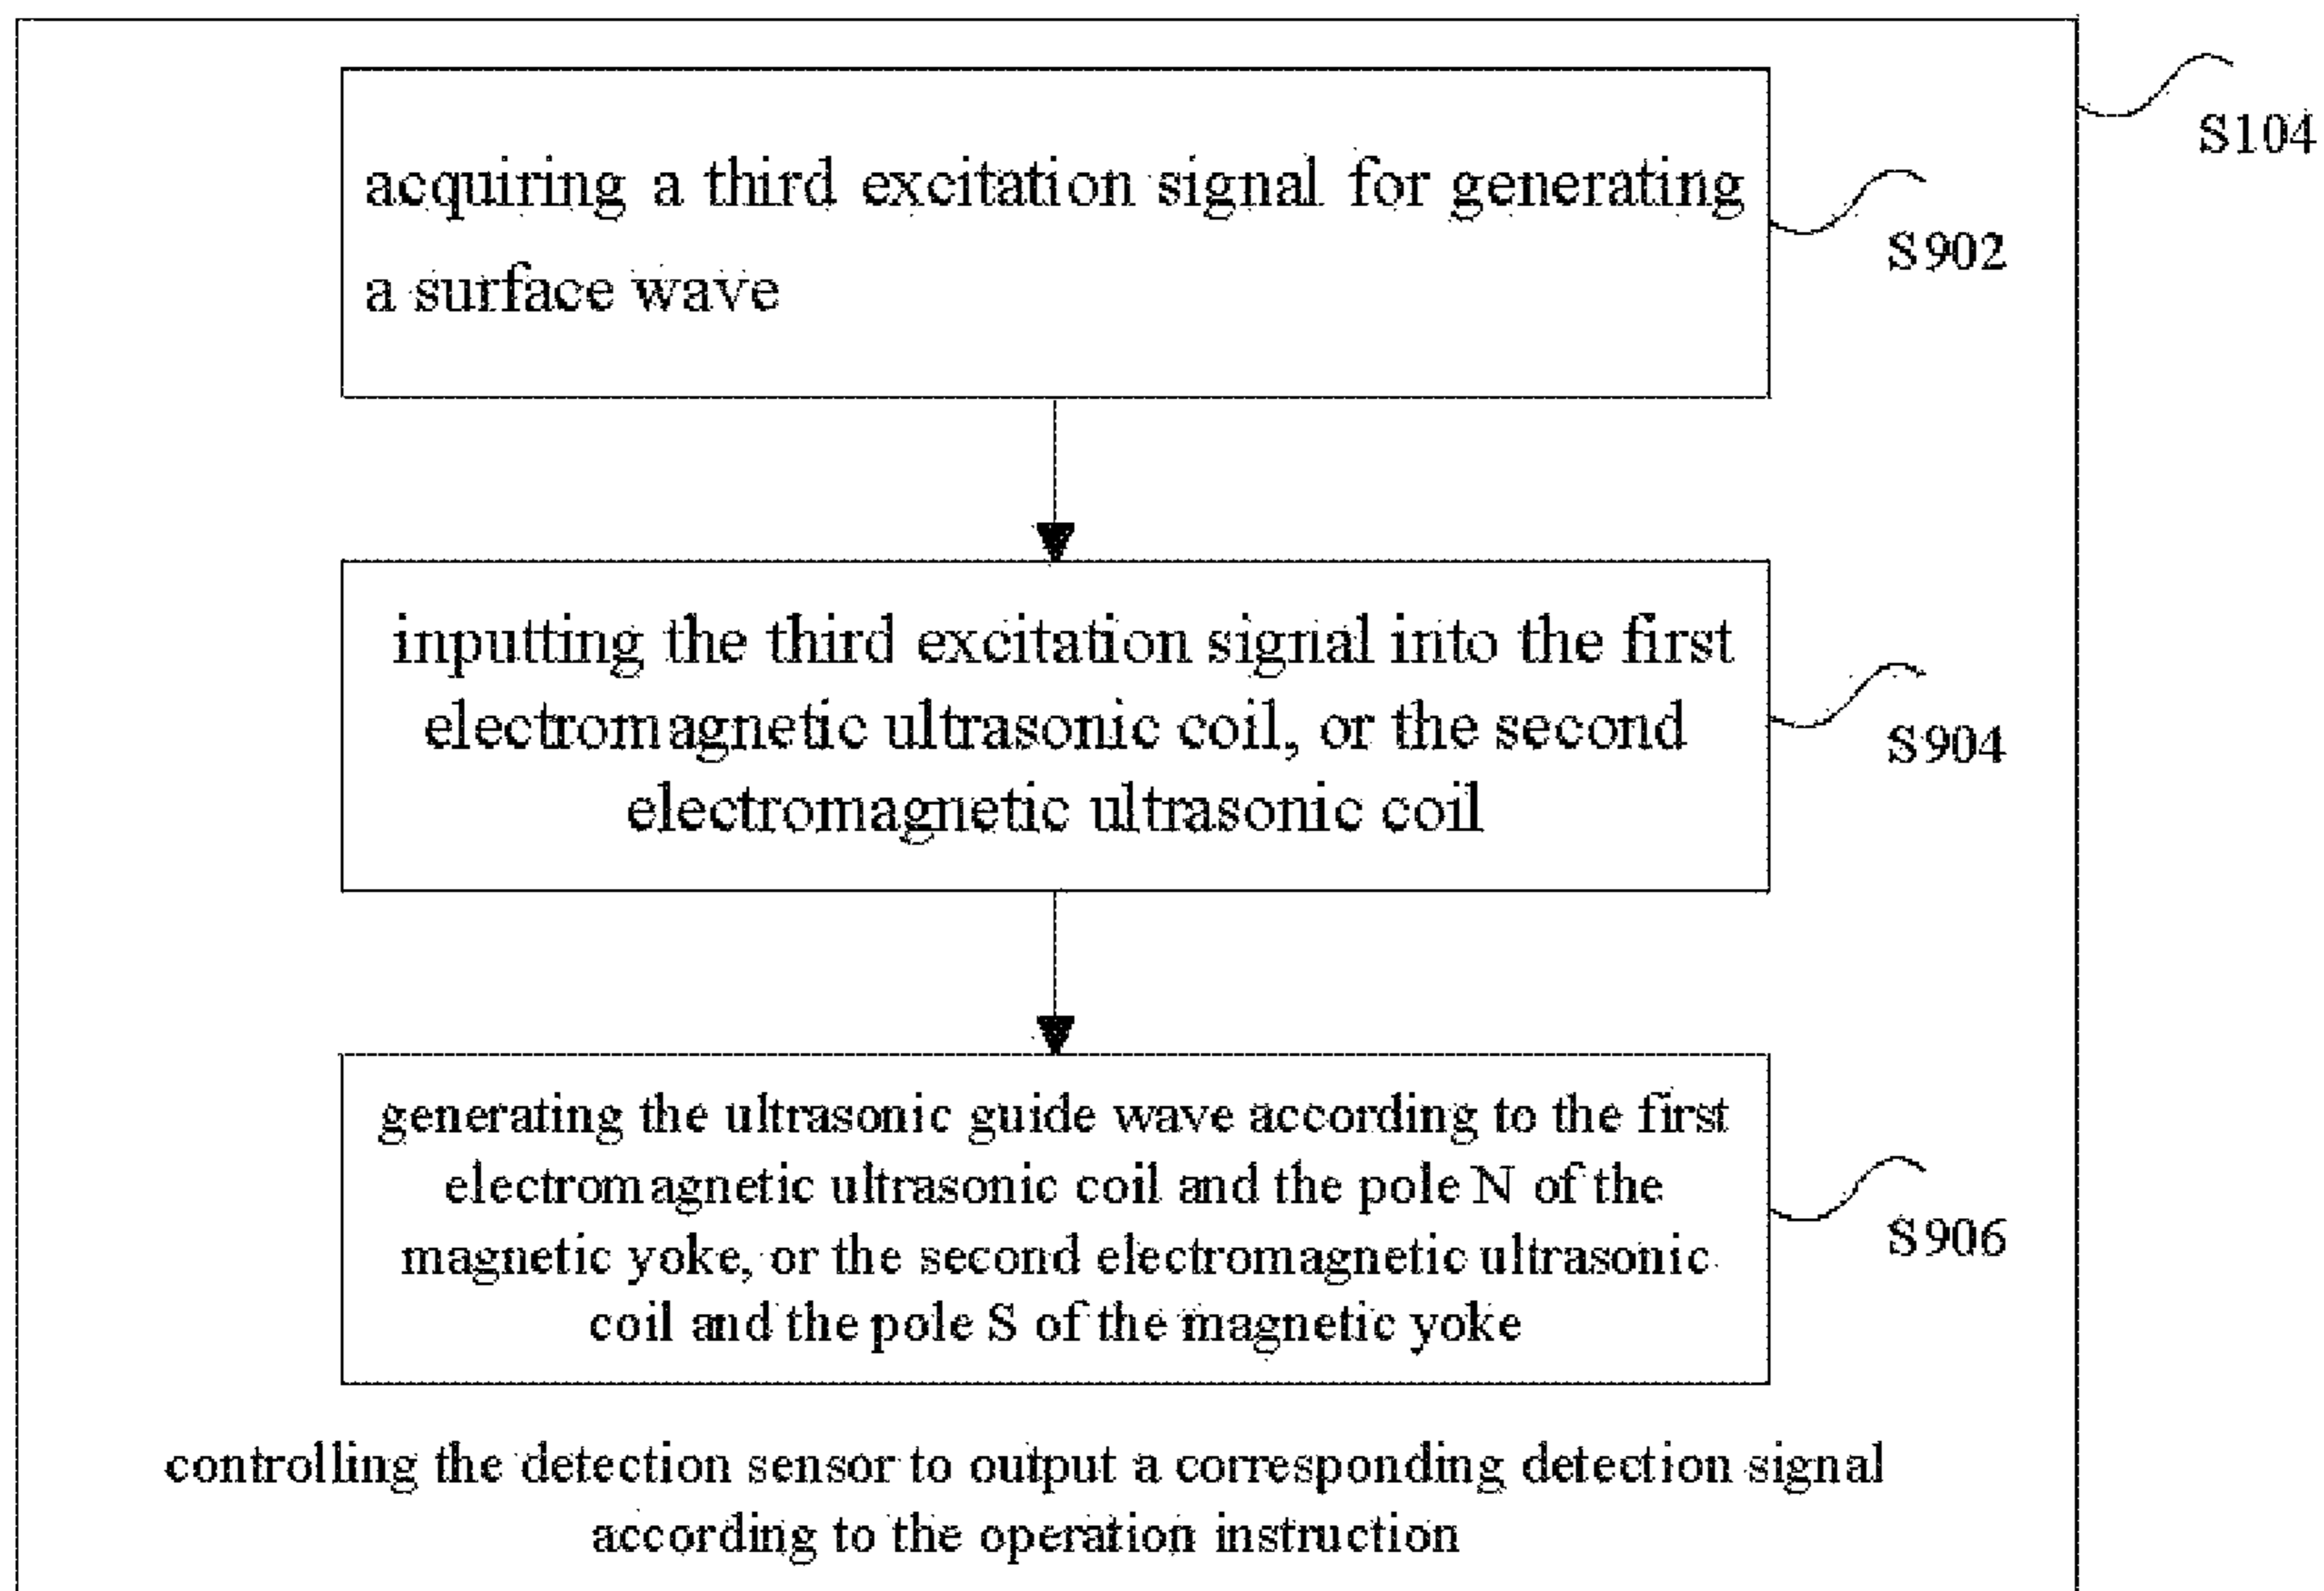 S104
acquiring a third excitation signal for generating
a surface wave
S902
inputting the third excitation signal into the first
electromagnetic ultrasonic coil, or the second
electromagnetic ultrasonic coil
S904
generating the ultrasonic guide wave according to the first
electromagnetic ultrasonic coil and the pole N of the
magnetic yoke, or the second electromagnetic ultrasonic
coil and the pole S of the magnetic yoke
S906
controlling the detection sensor to output a corresponding detection signal
according to the operation instruction